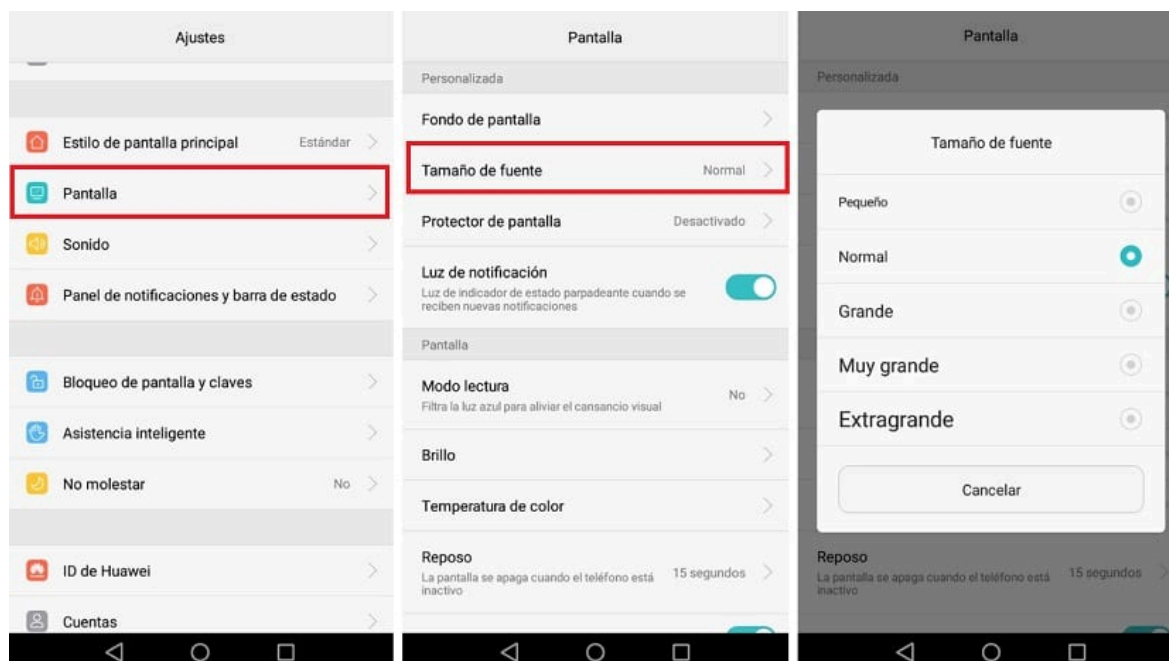 Ajustes
Estilo de pantalla principal Estándar
Pantalla
Sonido
Panel de notificaciones y barra de estado
Bloqueo de pantalla y claves
Asistencia inteligente
No molestar No
ID de Huawei
Cuentas
Pantalla
Personalizada
Fondo de pantalla
Tamaño de fuente Normal
Protector de pantalla Desactivado
Luz de notificación
Luz de indicador de estado parpadeante cuando se
reciben nuevas notificaciones
Pantalla
Modo lectura No
Filtra la luz azul para aliviar el cansancio visual
Brillo
Temperatura de color
Reposo
La pantalla se apaga cuando el teléfono está 15 segundos
inactivo
Pantalla
Personalizada
Tamaño de fuente
Pequeño
Normal
Grande
Muy grande
Extragrande
Cancelar
Reposo
La pantalla se apaga cuando el teléfono está 15 segundos
inactivo